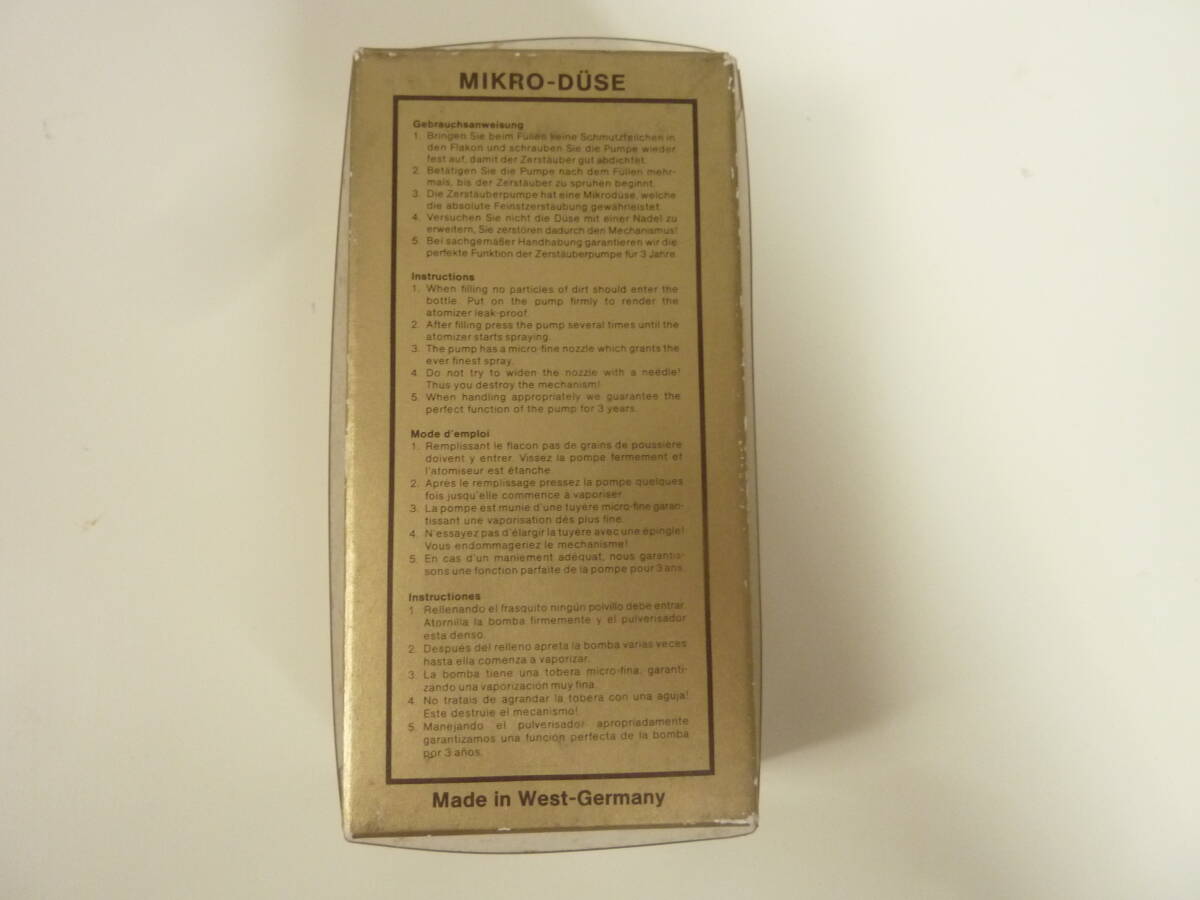 MIKRO-DÜSE
Gebrauchsanweisung
1. Bringen Sie beim Füllen keine Schmutzteilchen in
den Flakon und schrauben Sie die Pumpe wieder
fest auf, damit der Zerstäuber gut abdichtet.
2. Betätigen Sie die Pumpe nach dem Füllen mehr-
mals, bis der Zerstäuber zu sprühen beginnt.
3. Die Zerstäuberpumpe hat eine Mikrodüse, welche
die absolute Feinstzerstäubung gewährleistet.
4. Versuchen Sie nicht die Düse mit einer Nadel zu
erweitern, Sie zerstören dadurch den Mechanismus!
5. Bei sachgemäßer Handhabung garantieren wir die
perfekte Funktion der Zerstäuberpumpe für 3 Jahre.
Instructions
1. When filling no particles of dirt should enter the
bottle. Put on the pump firmly to render the
atomizer leak-proof.
2. After filling press the pump several times until the
atomizer starts spraying.
3. The pump has a micro-fine nozzle which grants the
ever finest spray.
4. Do not try to widen the nozzle with a needle!
Thus you destroy the mechanism!
5. When handling appropriately we guarantee the
perfect function of the pump for 3 years.
Mode d'emploi
1. Remplissant le flacon pas de grains de poussière
doivent y entrer. Vissez la pompe fermement et
l'atomiseur est étanche.
2. Après le remplissage pressez la pompe quelques
fois jusqu'elle commence à vaporiser.
3. La pompe est munie d'une tuyère micro-fine garan-
tissant une vaporisation dès plus fine.
4. N'essayez pas d'élargir la tuyère avec une épingle!
Vous endommageriez le mechanisme!
5. En cas d'un maniement adéquat, nous garantis-
sons une fonction parfaite de la pompe pour 3 ans.
Instructiones
1. Rellenando el frasquito ningún polvillo debe entrar.
Atornilla la bomba firmemente y el pulverisador
esta denso.
2. Después del relleno apreta la bomba varias veces
hasta ella comenza a vaporizar.
3. La bomba tiene una tobera micro-fina, garanti-
zando una vaporización muy fina.
4. No tratais de agrandar la tobera con una aguja!
Este destruie el mecanismo!
5. Manejando el pulverisador apropriadamente
garantizamos una función perfecta de la bomba
por 3 años.
Made in West-Germany